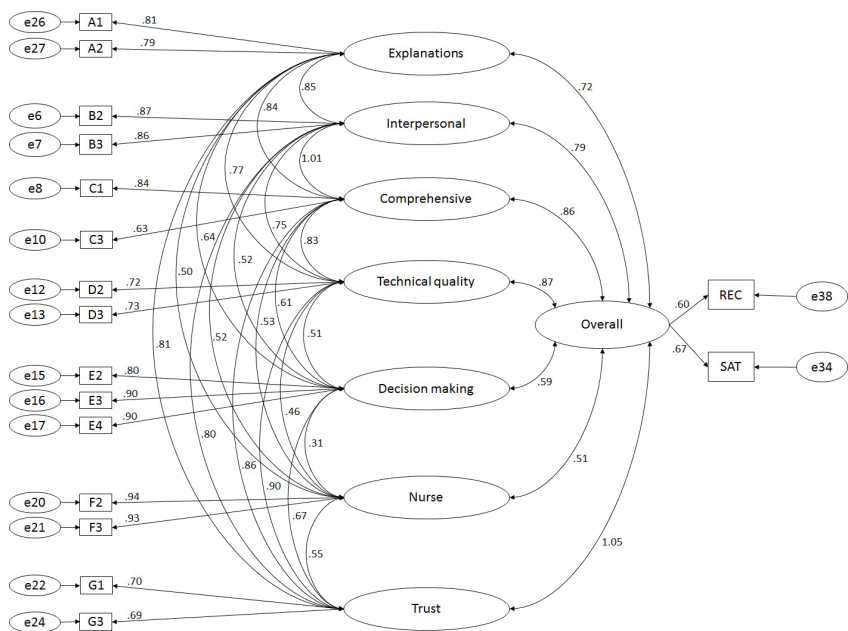 e26 A1 .81
e27 A2 .79
Explanations
.72
.85
.84
e6 B2 .87
e7 B3 .86
Interpersonal
.79
1.01
.77
e8 C1 .84
Comprehensive
.86
e10 C3 .63
.75
.64
.52
.83
.50
e12 D2 .72
e13 D3 .73
Technical quality
.87
.61
.53
.51
.52
.81
Overall
.60
REC
e38
.67
SAT
e34
e15 E2 .80
e16 E3 .90
e17 E4 .90
Decision making
.59
.46
.31
.80
.86
.90
.67
.51
e20 F2 .94
e21 F3 .93
Nurse
.55
1.05
e22 G1 .70
e24 G3 .69
Trust